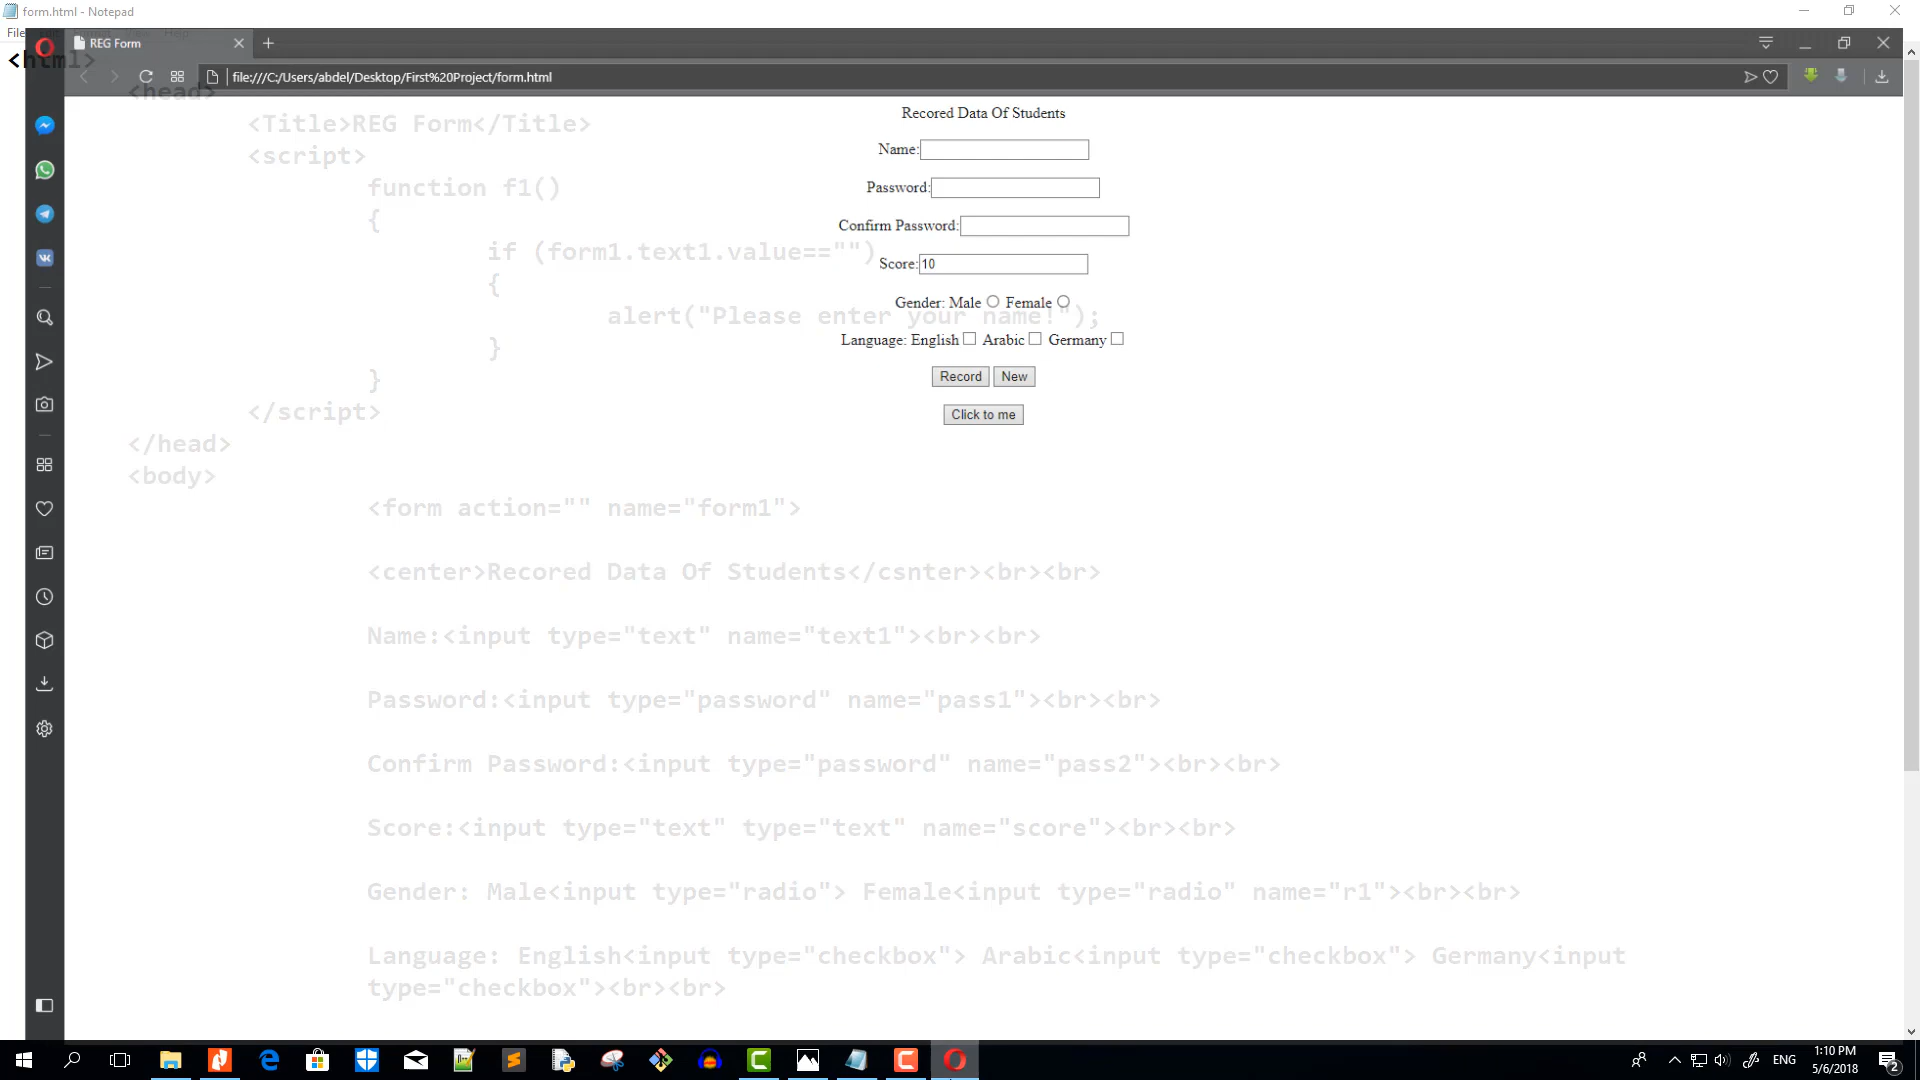 form.html - Notepad
File
Help
REG Form
<html>
file:///C:/Users/abdel/Desktop/First%20Project/form.html
<head>
Recored Data Of Students
<Title>REG Form</Title>
Name:
<script>
Password:
function f1()
{
Confirm Password:
if (form1.text1.value=="")
Score:10
{
Gender: Male Female
alert("Please enter your name!");
Language: English Arabic Germany
}
Record New
}
Click to me
</script>
</head>
<body>
<form action="" name="form1">
<center>Recored Data Of Students</csnter><br><br>
Name:<input type="text" name="text1"><br><br>
Password:<input type="password" name="pass1"><br><br>
Confirm Password:<input type="password" name="pass2"><br><br>
Score:<input type="text" type="text" name="score"><br><br>
Gender: Male<input type="radio"> Female<input type="radio" name="r1"><br><br>
Language: English<input type="checkbox"> Arabic<input type="checkbox"> Germany<input
type="checkbox"><br><br>
ENG
1:10 PM
5/6/2018
2